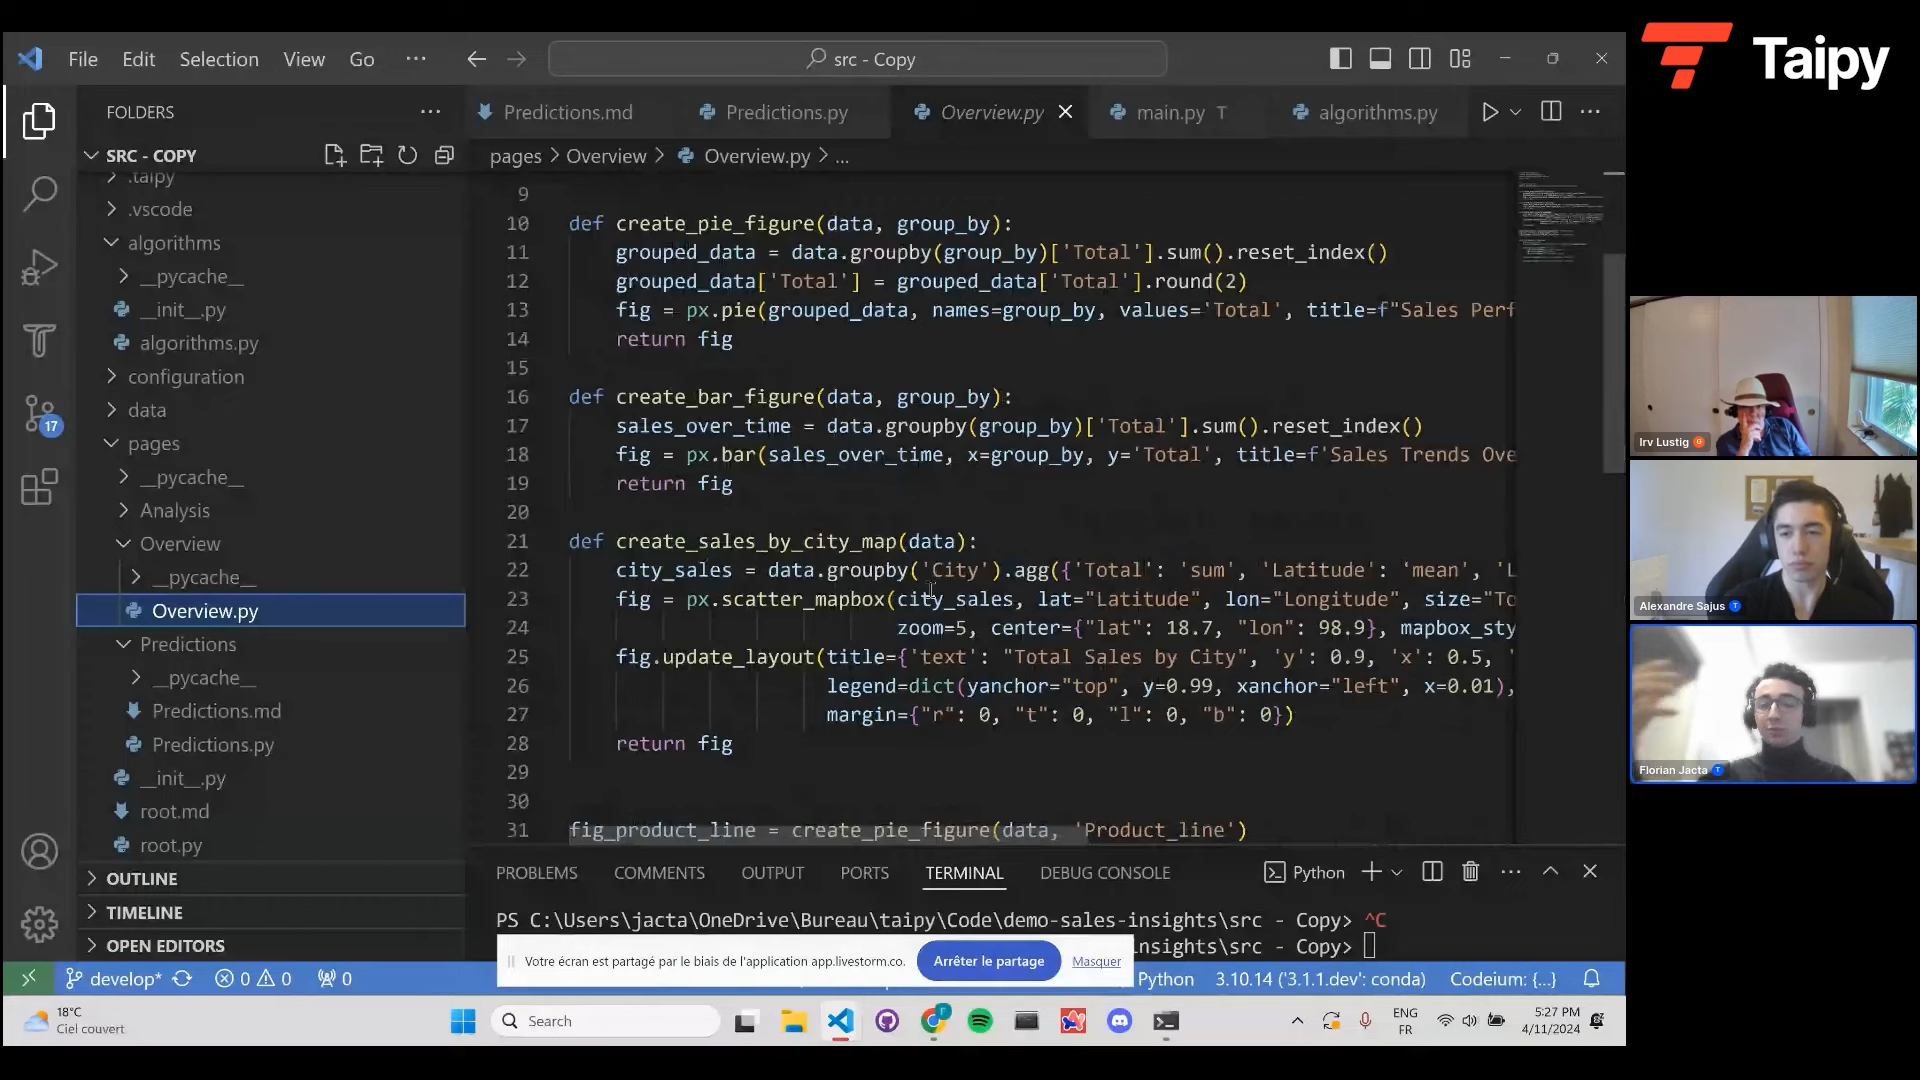 File Edit Selection View Go ... src - Copy
Taipy
FOLDERS
Predictions.md Predictions.py Overview.py main.py T algorithms.py
SRC - COPY
pages > Overview > Overview.py > ...
.taipy
.vscode
algorithms
__pycache__
__init__.py
algorithms.py
configuration
data
pages
__pycache__
Analysis
Overview
__pycache__
Overview.py
Predictions
__pycache__
Predictions.md
Predictions.py
__init__.py
root.md
root.py
OUTLINE
TIMELINE
OPEN EDITORS
9
10 def create_pie_figure(data, group_by):
11 grouped_data = data.groupby(group_by)['Total'].sum().reset_index()
12 grouped_data['Total'] = grouped_data['Total'].round(2)
13 fig = px.pie(grouped_data, names=group_by, values='Total', title=f"Sales Perf
14 return fig
15
16 def create_bar_figure(data, group_by):
17 sales_over_time = data.groupby(group_by)['Total'].sum().reset_index()
18 fig = px.bar(sales_over_time, x=group_by, y='Total', title=f'Sales Trends Ove
19 return fig
20
21 def create_sales_by_city_map(data):
22 city_sales = data.groupby('City').agg({'Total': 'sum', 'Latitude': 'mean', 'L
23 fig = px.scatter_mapbox(city_sales, lat="Latitude", lon="Longitude", size="To
24 zoom=5, center={"lat": 18.7, "lon": 98.9}, mapbox_sty
25 fig.update_layout(title={'text': "Total Sales by City", 'y': 0.9, 'x': 0.5, '
26 legend=dict(yanchor="top", y=0.99, xanchor="left", x=0.01),
27 margin={"r": 0, "t": 0, "l": 0, "b": 0})
28 return fig
29
30
31 fig_product_line = create_pie_figure(data, 'Product_line')
PROBLEMS COMMENTS OUTPUT PORTS TERMINAL DEBUG CONSOLE Python
PS C:\Users\jacta\OneDrive\Bureau\taipy\Code\demo-sales-insights\src - Copy> ^C
insights\src - Copy>
Votre écran est partagé par le biais de l'application app.livestorm.co. Arrêter le partage Masquer
17
develop* 0 0 0 Python 3.10.14 ('3.1.1.dev': conda) Codeium: {...}
18°C
Ciel couvert
Search
ENG
FR
5:27 PM
4/11/2024
Irv Lustig G
Alexandre Sajus T
Florian Jacta T